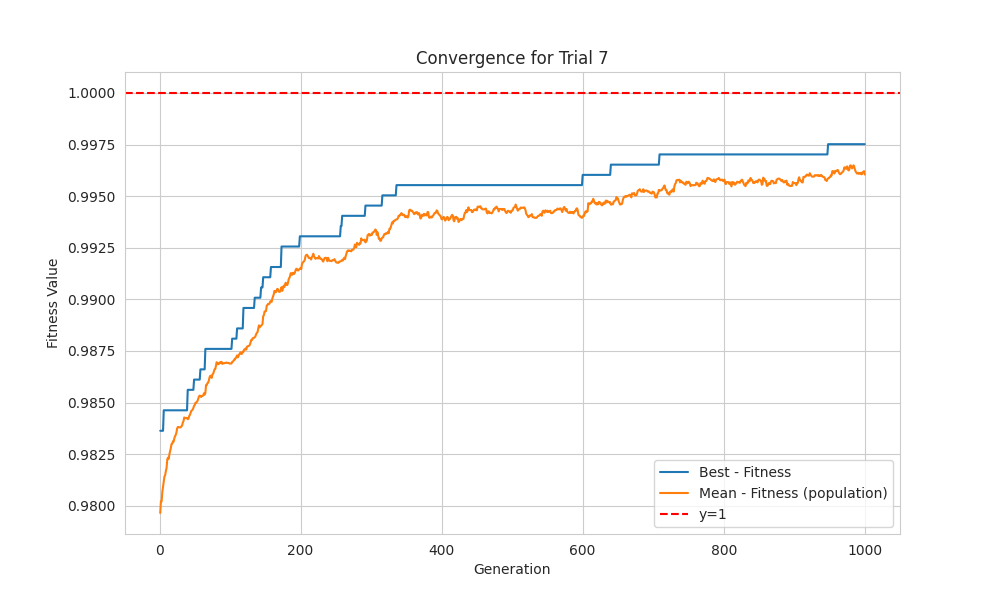 Convergence for Trial 7
1.0000
0.9975
0.9950
0.9925
0.9900
0.9875
0.9850
0.9825
0.9800
Fitness Value
Best - Fitness
Mean - Fitness (population)
y=1
0 200 400 600 800 1000
Generation